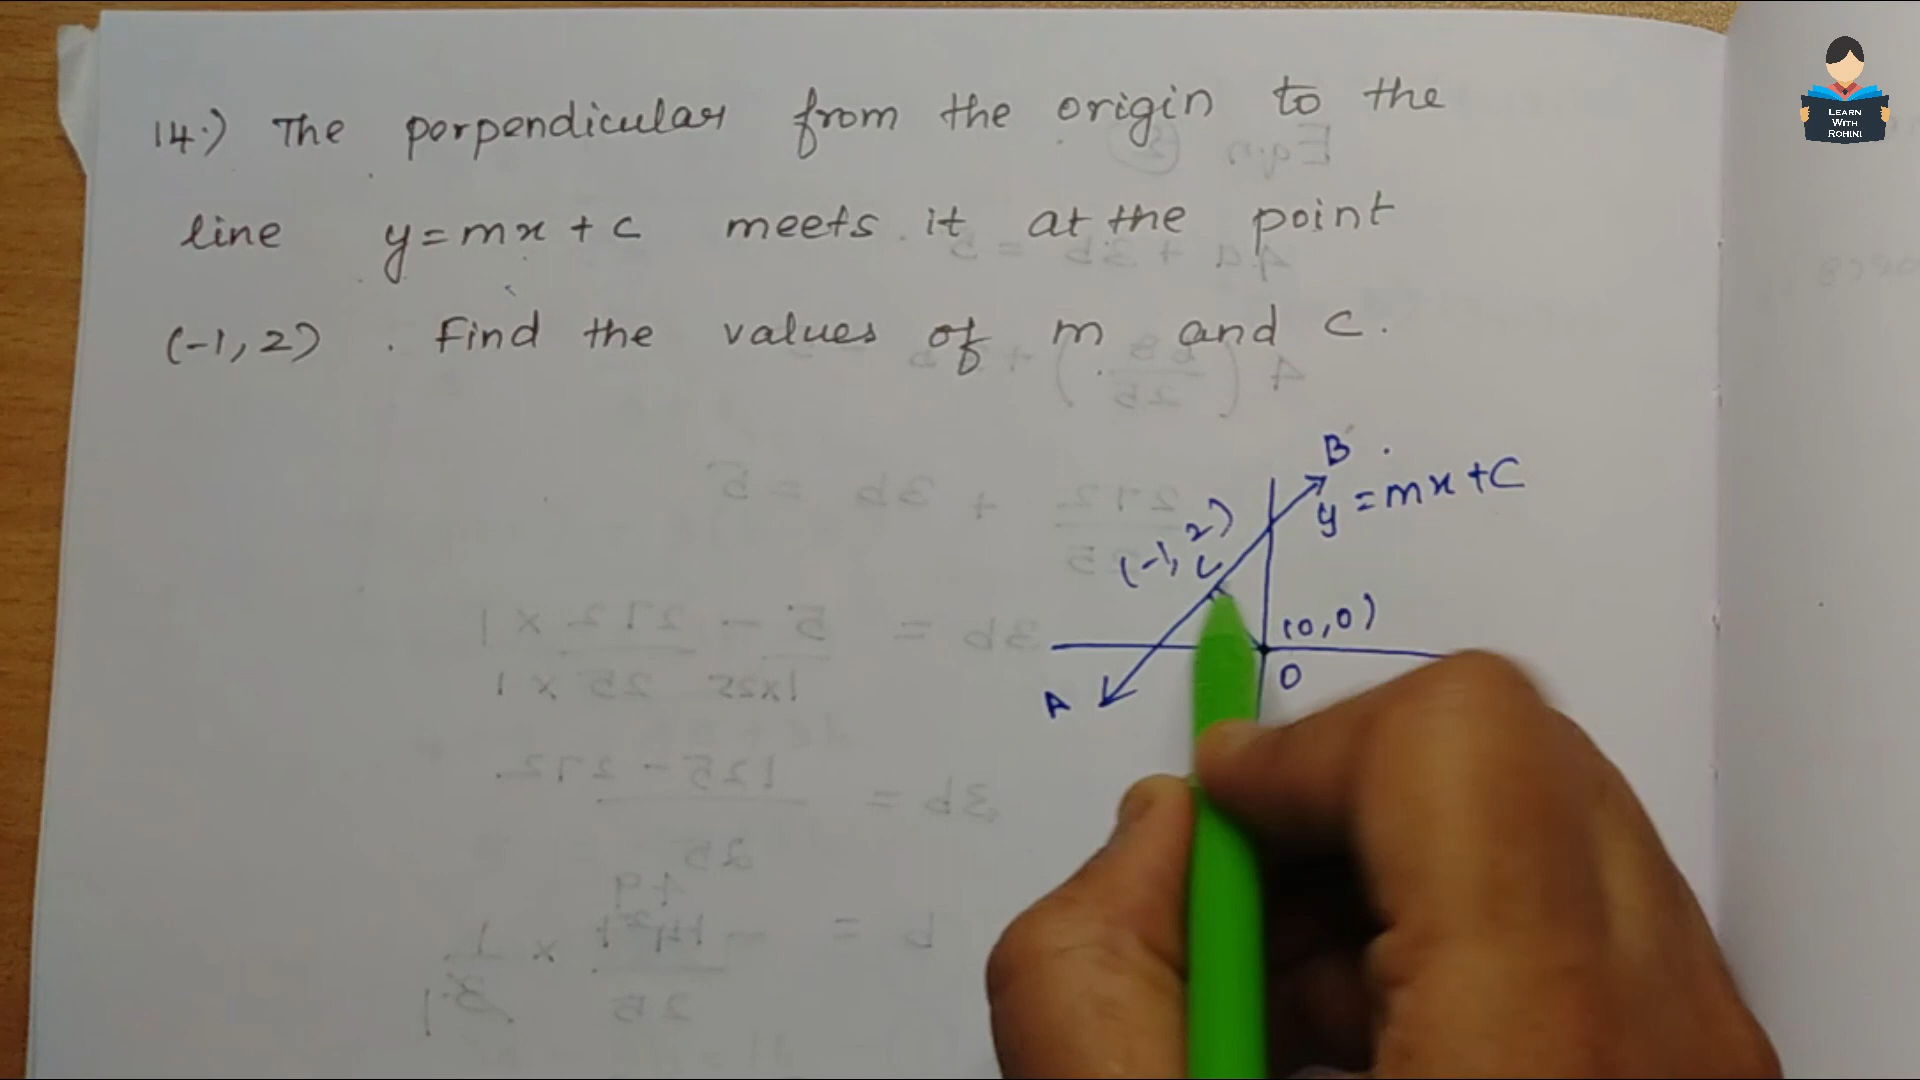 14.) The perpendicular from the origin to the
line y=mx+c meets it at the point
(-1,2). Find the values of m and c.
B
y=mx+c
(-1,2)
C
(0,0)
O
A
LEARN
WITH
ROHINI